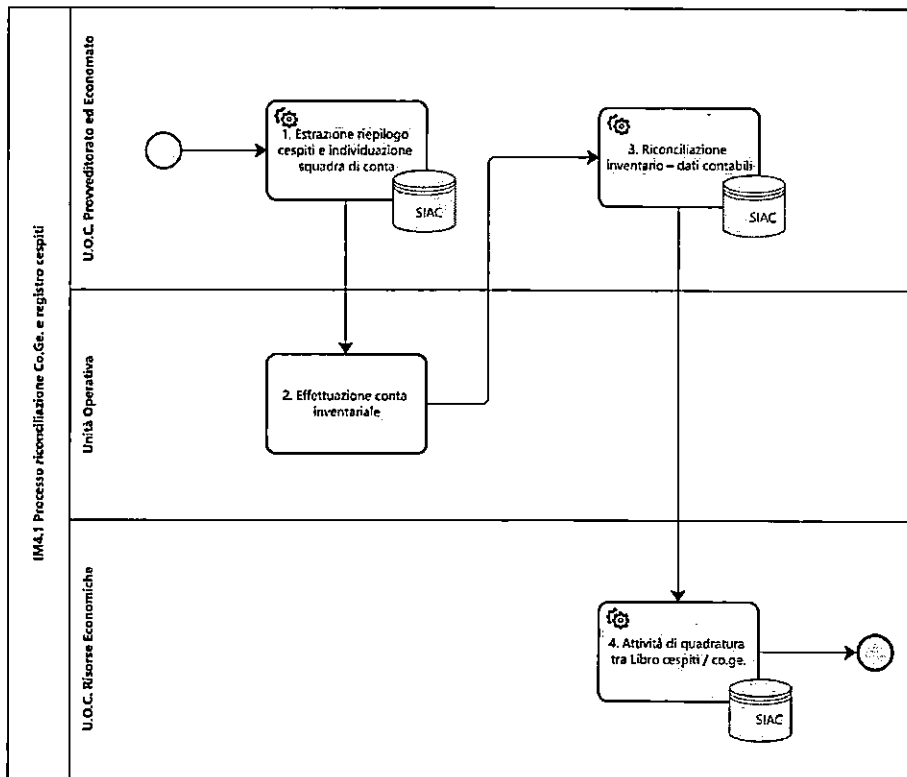 IM4.1 Processo riconciliazione Co.Ge. e registro cespiti
U.O.C. Provveditorato ed Economato
1. Estrazione riepilogo
cespiti e individuazione
squadra di conta
SIAC
3. Riconciliazione
inventario – dati contabili
SIAC
Unità Operativa
2. Effettuazione conta
inventariale
U.O.C. Risorse Economiche
4. Attività di quadratura
tra Libro cespiti / co.ge.
SIAC